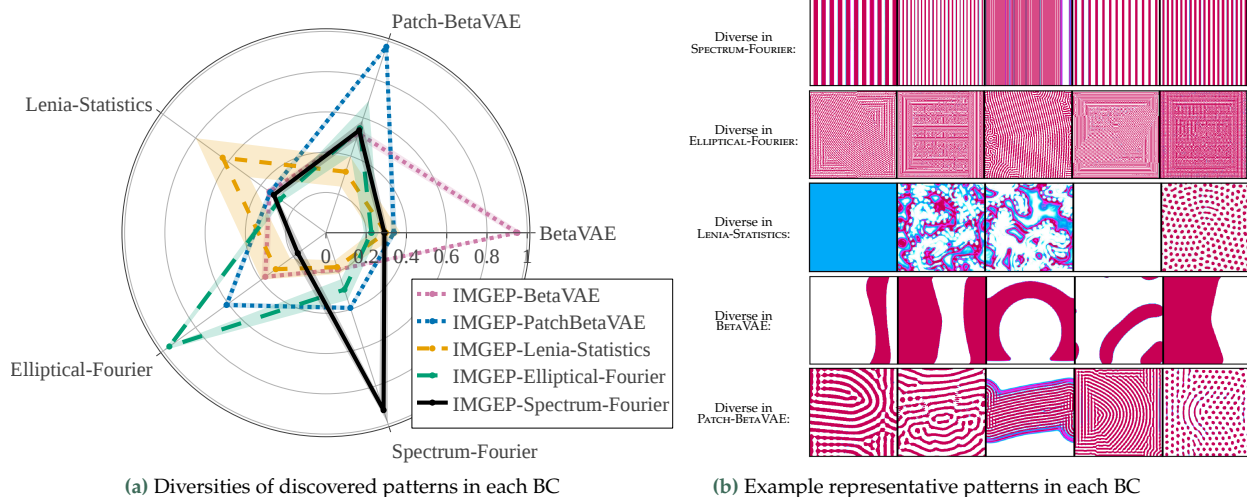 Patch-BetaVAE
Lenia-Statistics
BetaVAE
0
0.2
0.4
0.6
0.8
1
IMGEP-BetaVAE
IMGEP-PatchBetaVAE
IMGEP-Lenia-Statistics
IMGEP-Elliptical-Fourier
IMGEP-Spectrum-Fourier
Elliptical-Fourier
Spectrum-Fourier
(a) Diversities of discovered patterns in each BC
Diverse in
SPECTRUM-FOURIER:
Diverse in
ELLIPTICAL-FOURIER:
Diverse in
LENIA-STATISTICS:
Diverse in
BETAVAE:
Diverse in
PATCH-BETAVAE:
(b) Example representative patterns in each BC